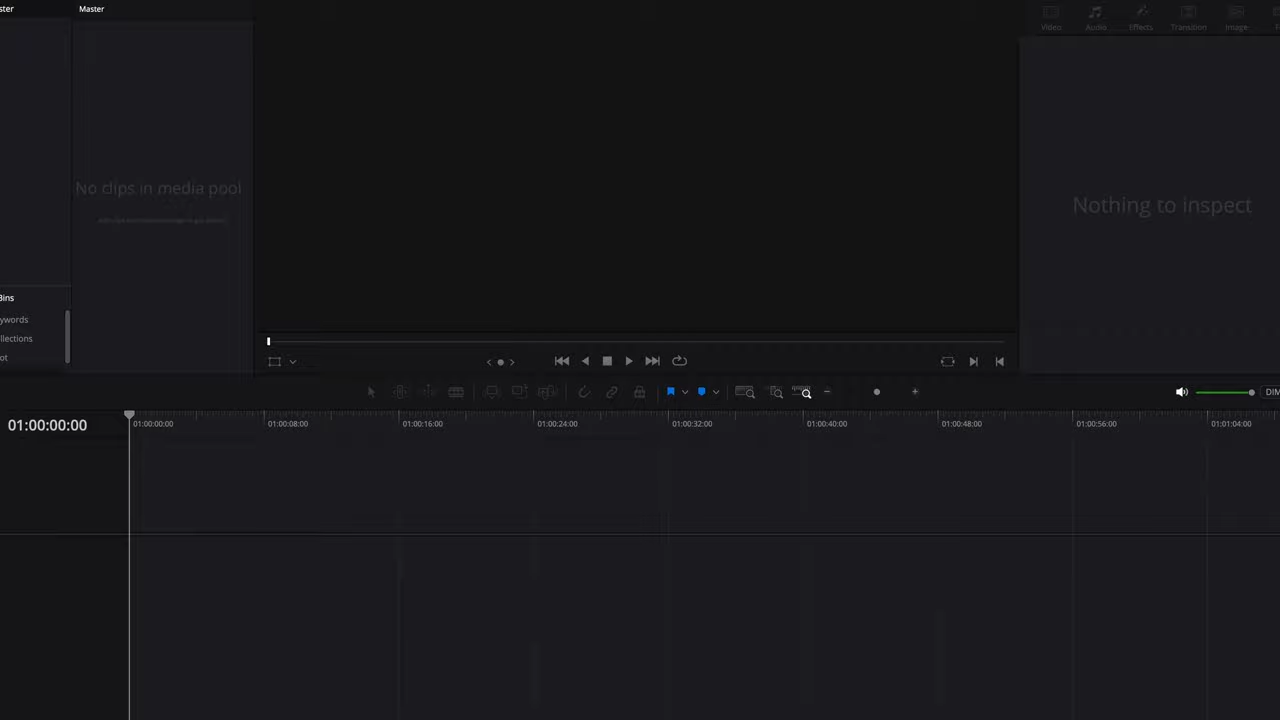 ster
Master
Video
Audio
Effects
Transition
Image
No clips in media pool
Nothing to inspect
Bins
ywords
llections
ot
DIM
01:00:00:00
01:00:00:00
01:00:08:00
01:00:16:00
01:00:24:00
01:00:32:00
01:00:40:00
01:00:48:00
01:00:56:00
01:01:04:00